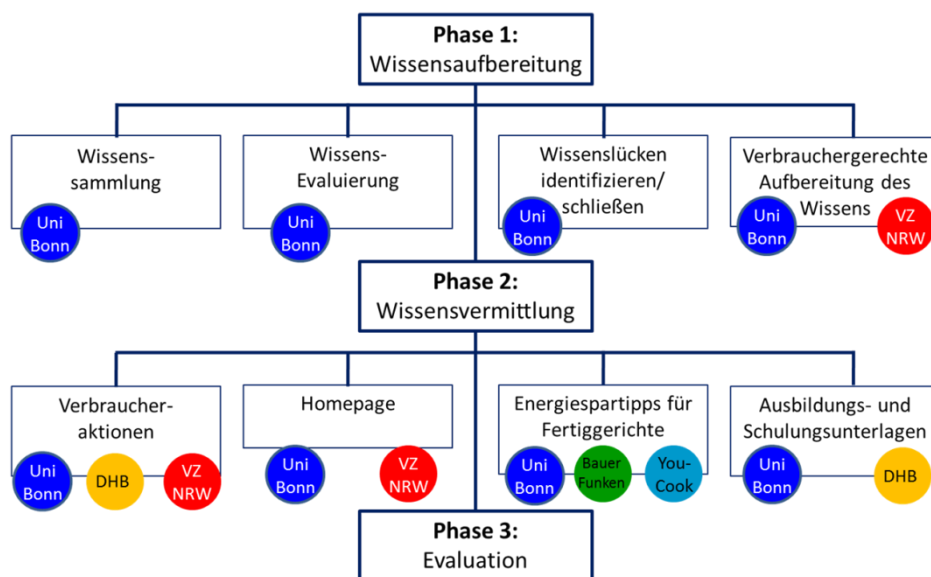 Phase 1:
Wissensaufbereitung
Wissens-
sammlung
Uni
Bonn
Wissens-
Evaluierung
Uni
Bonn
Wissenslücken
identifizieren/
schließen
Uni
Bonn
Verbrauchergerechte
Aufbereitung des
Wissens
Uni
Bonn
VZ
NRW
Phase 2:
Wissensvermittlung
Verbraucher-
aktionen
Uni
Bonn
DHB
VZ
NRW
Homepage
Uni
Bonn
VZ
NRW
Energiespartipps für
Fertiggerichte
Uni
Bonn
Bauer
Funken
You-
Cook
Ausbildungs- und
Schulungsunterlagen
Uni
Bonn
DHB
Phase 3:
Evaluation